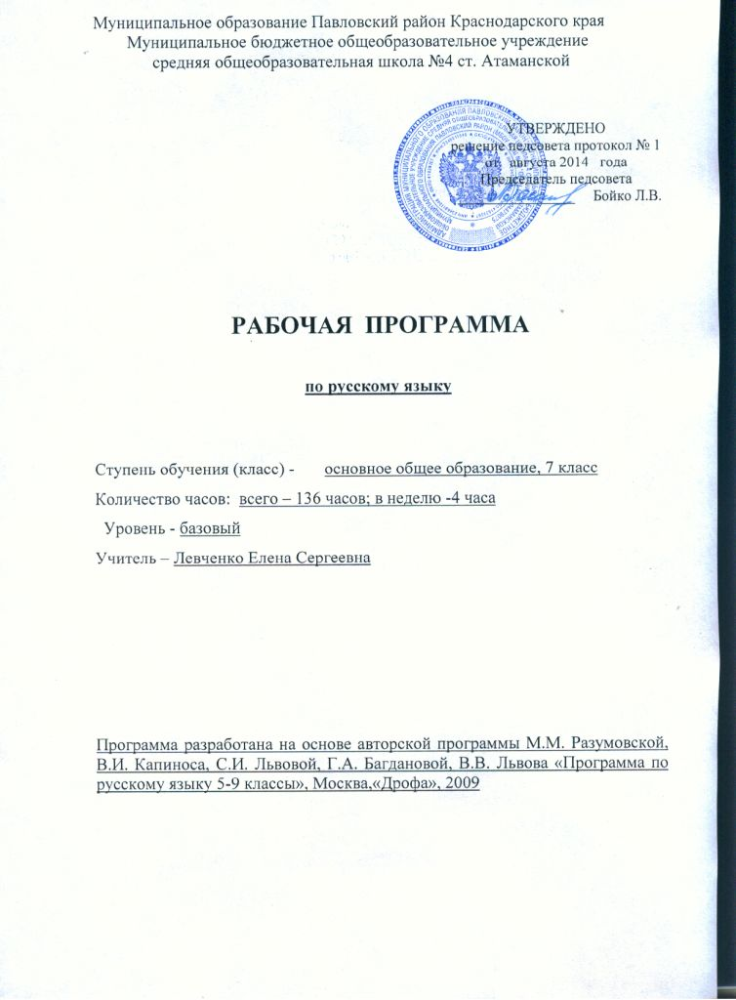 Муниципальное образование Павловский район Краснодарского края
Муниципальное бюджетное общеобразовательное учреждение
средняя общеобразовательная школа №4 ст. Атаманской
УТВЕРЖДЕНО
решение педсовета протокол № 1
от августа 2014 года
Председатель педсовета
Бойко Л.В.
РАБОЧАЯ ПРОГРАММА
по русскому языку
Ступень обучения (класс) - основное общее образование, 7 класс
Количество часов: всего – 136 часов; в неделю -4 часа
Уровень - базовый
Учитель – Левченко Елена Сергеевна
Программа разработана на основе авторской программы М.М. Разумовской,
В.И. Капиноса, С.И. Львовой, Г.А. Багдановой, В.В. Львова «Программа по
русскому языку 5-9 классы», Москва,«Дрофа», 2009